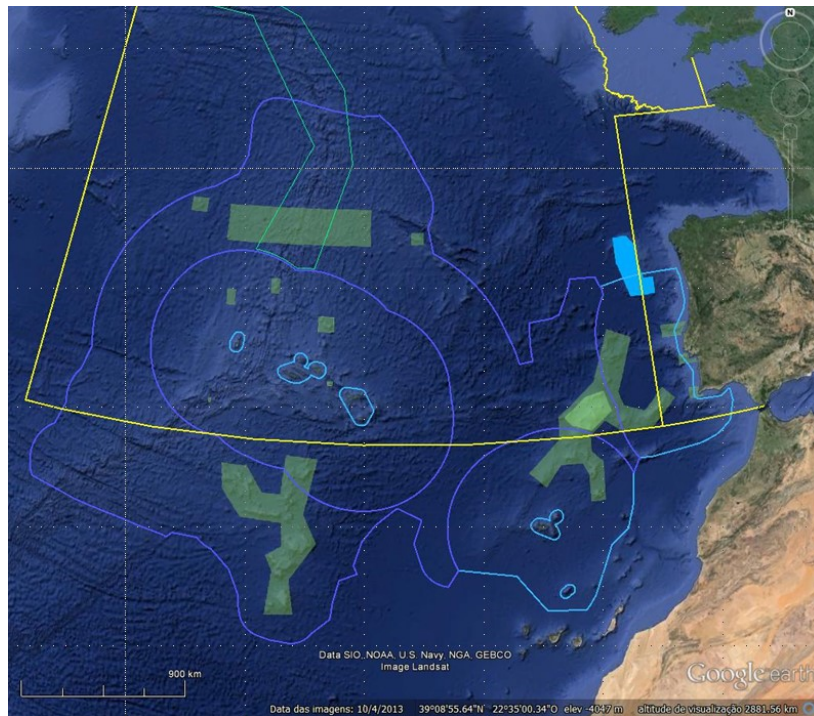 N
Data SIO, NOAA, U.S. Navy, NGA, GEBCO
Image Landsat
900 km
Google earth
Data das imagens: 10/4/2013 39°08'55.64"N 22°35'00.34"O elev -4047 m altitude de visualização 2881.56 km